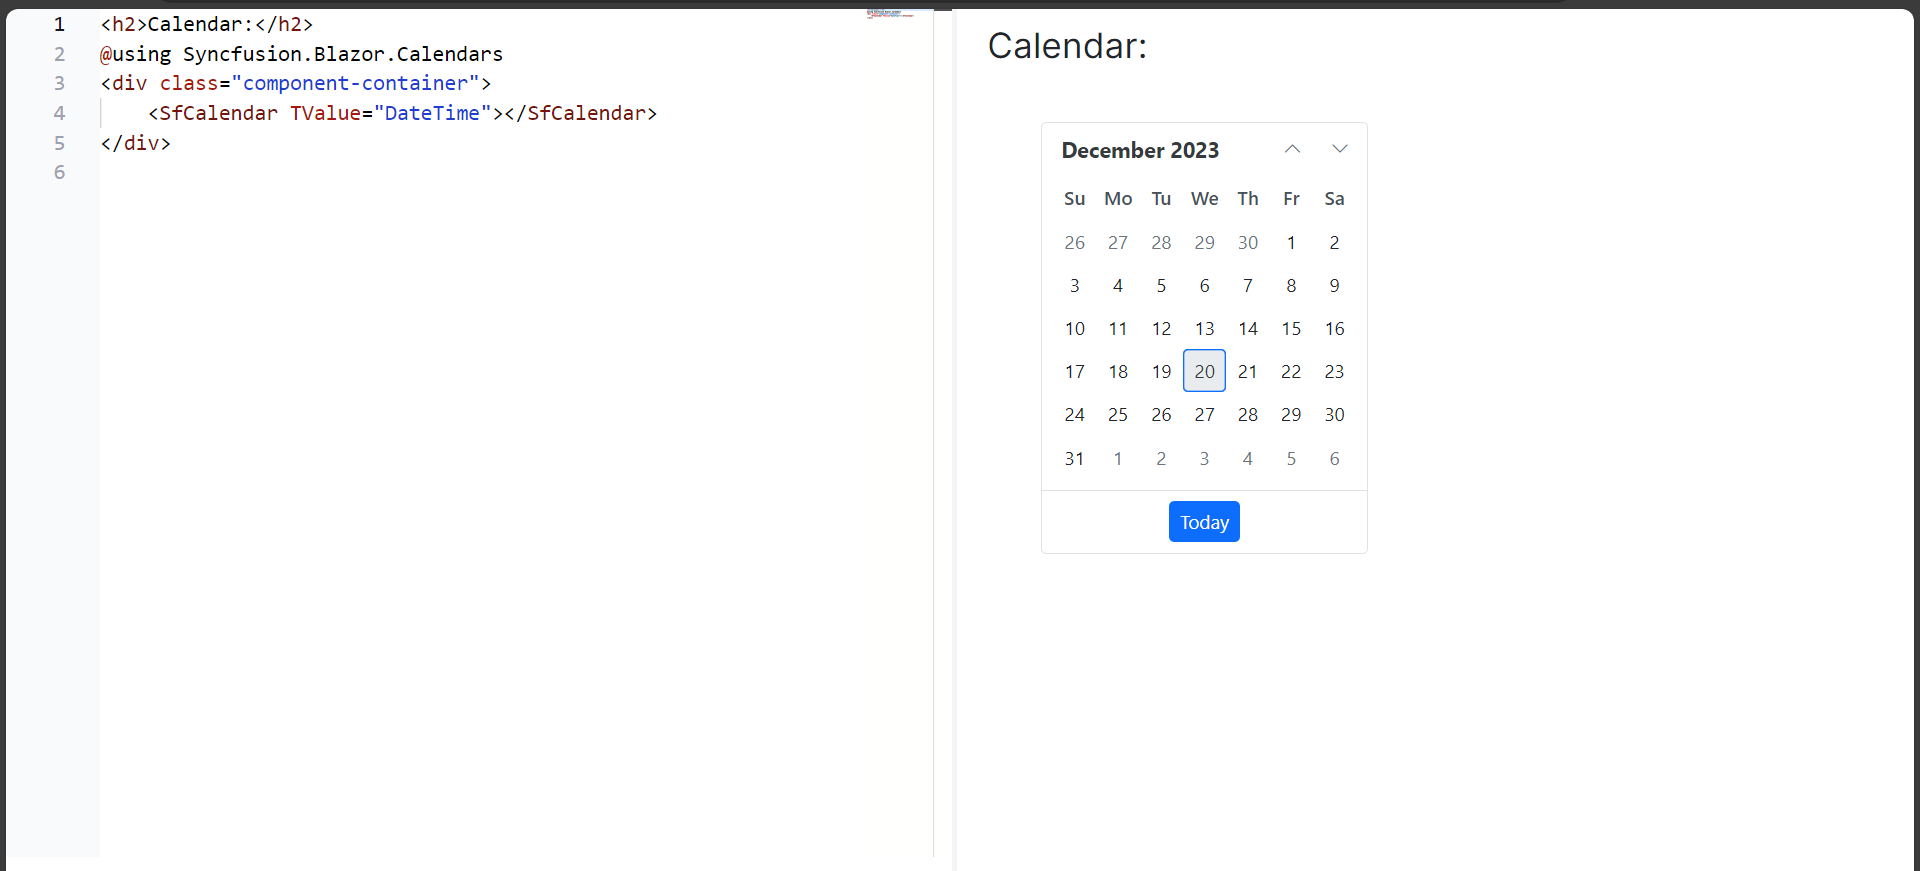 1 <h2>Calendar:</h2>
2 @using Syncfusion.Blazor.Calendars
3 <div class="component-container">
4 <SfCalendar TValue="DateTime"></SfCalendar>
5 </div>
6
Calendar:
December 2023
Su Mo Tu We Th Fr Sa
26 27 28 29 30 1 2
3 4 5 6 7 8 9
10 11 12 13 14 15 16
17 18 19 20 21 22 23
24 25 26 27 28 29 30
31 1 2 3 4 5 6
Today